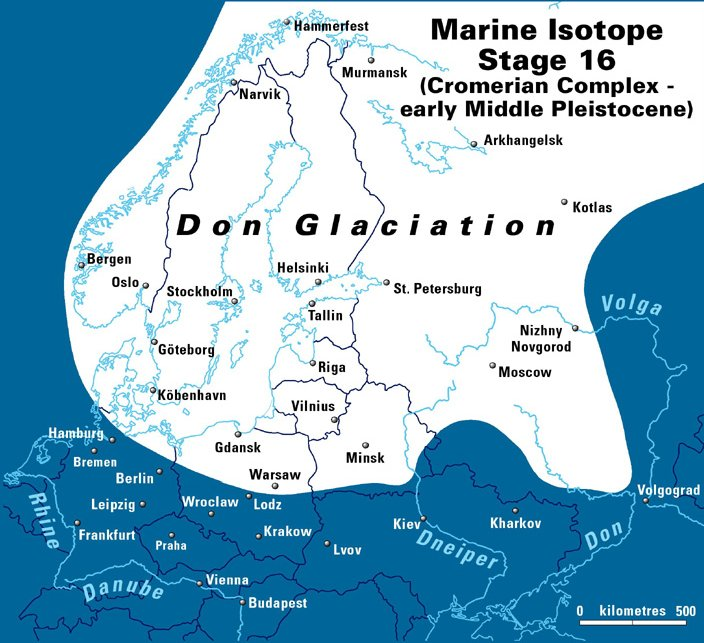 Marine Isotope
Stage 16
(Cromerian Complex -
early Middle Pleistocene)
Hammerfest
Murmansk
Narvik
Arkhangelsk
Kotlas
Don Glaciation
Bergen
Oslo
Helsinki
Stockholm
St. Petersburg
Tallin
Volga
Nizhny
Novgorod
Göteborg
Riga
Moscow
Köbenhavn
Vilnius
Hamburg
Gdansk
Minsk
Bremen
Berlin
Warsaw
Rhine
Leipzig
Wroclaw
Lodz
Volgograd
Frankfurt
Praha
Krakow
Lvov
Kiev
Kharkov
Don
Dneiper
Danube
Vienna
Budapest
0 kilometres 500